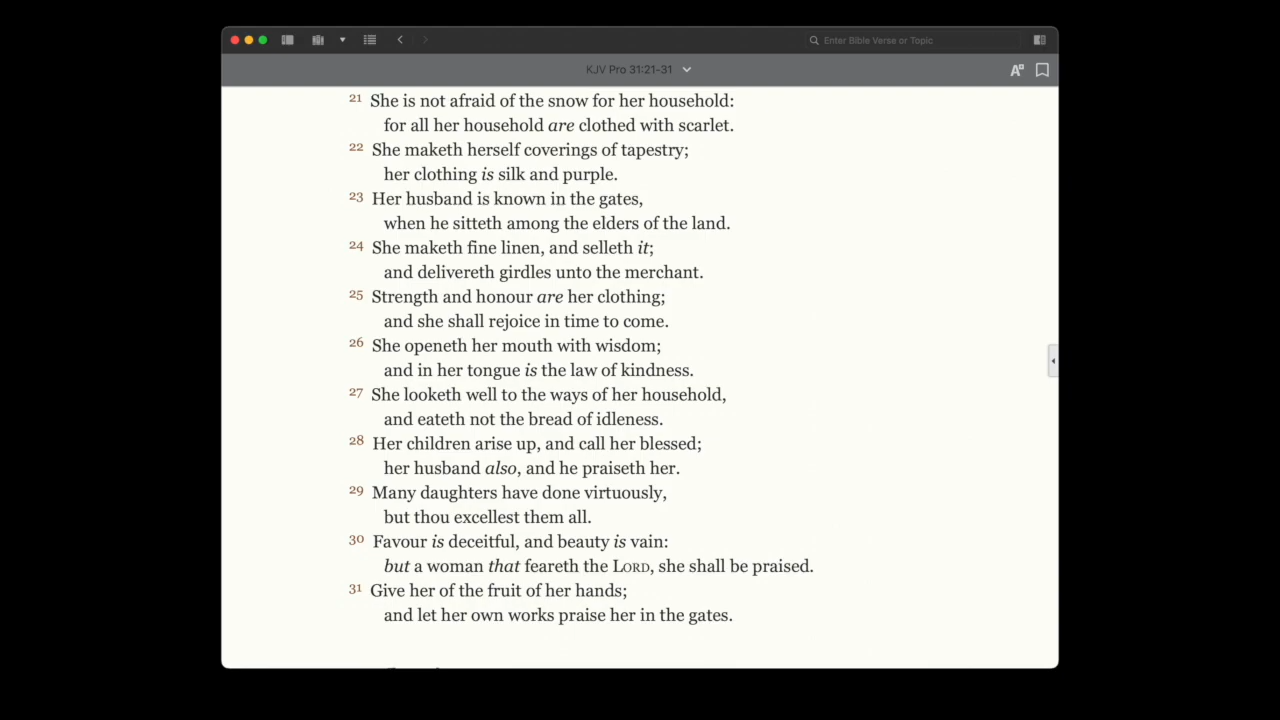 Enter Bible Verse or Topic
KJV Pro 31:21-31
21 She is not afraid of the snow for her household:
for all her household are clothed with scarlet.
22 She maketh herself coverings of tapestry;
her clothing is silk and purple.
23 Her husband is known in the gates,
when he sitteth among the elders of the land.
24 She maketh fine linen, and selleth it;
and delivereth girdles unto the merchant.
25 Strength and honour are her clothing;
and she shall rejoice in time to come.
26 She openeth her mouth with wisdom;
and in her tongue is the law of kindness.
27 She looketh well to the ways of her household,
and eateth not the bread of idleness.
28 Her children arise up, and call her blessed;
her husband also, and he praiseth her.
29 Many daughters have done virtuously,
but thou excellest them all.
30 Favour is deceitful, and beauty is vain:
but a woman that feareth the LORD, she shall be praised.
31 Give her of the fruit of her hands;
and let her own works praise her in the gates.